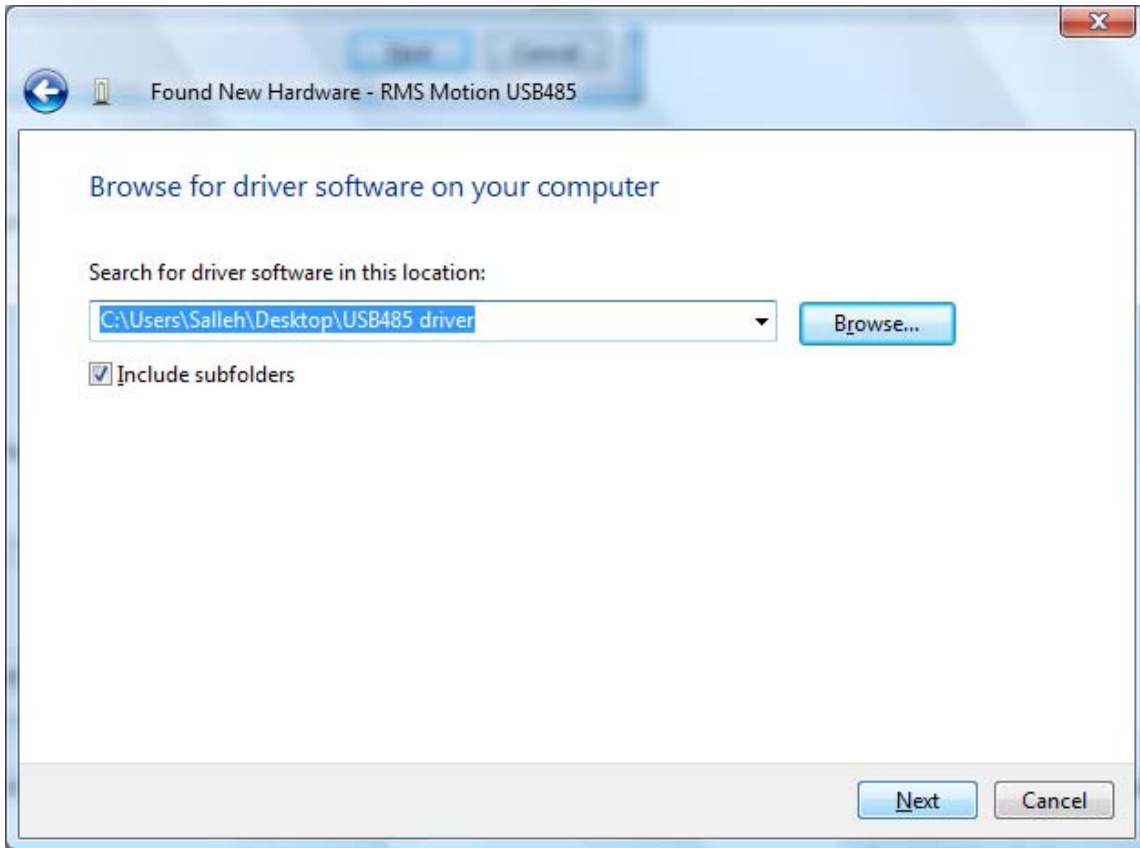 Found New Hardware - RMS Motion USB485
Browse for driver software on your computer
Search for driver software in this location:
C:\Users\Salleh\Desktop\USB485 driver
Browse...
Include subfolders
Next
Cancel